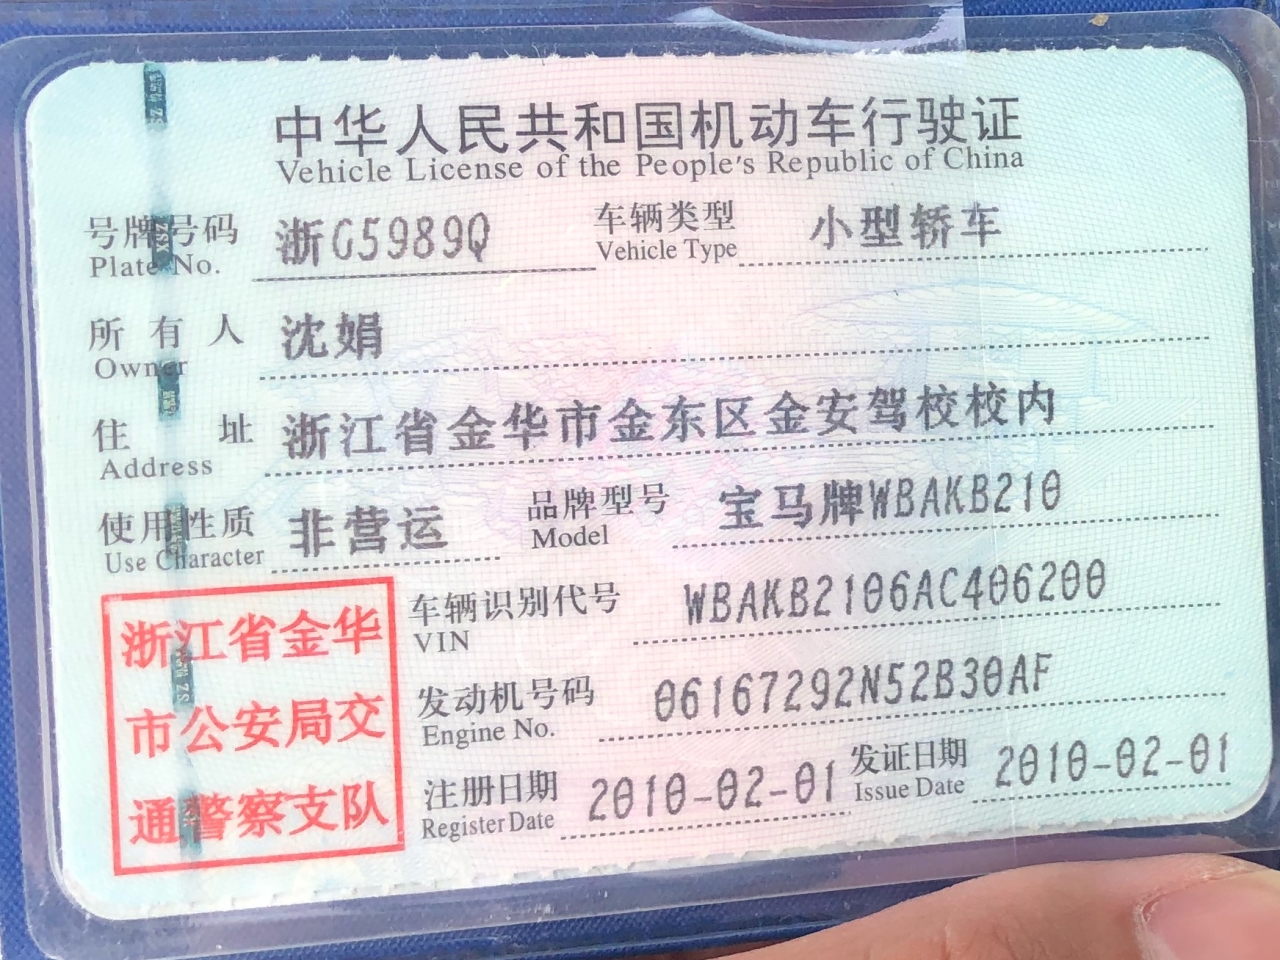 中华人民共和国机动车行驶证
Vehicle License of the People's Republic of China
号牌号码 浙G5989Q 车辆类型 小型轿车
Plate No. Vehicle Type
所有人 沈娟
Owner
住址 浙江省金华市金东区金安驾校校内
Address
使用性质 非营运 品牌型号 宝马牌WBAKB210
Use Character Model
车辆识别代号 WBAKB2106AC406200
VIN
发动机号码 06167292N52B30AF
Engine No.
注册日期 2010-02-01 发证日期 2010-02-01
Register Date Issue Date
浙江省金华
市公安局交
通警察支队